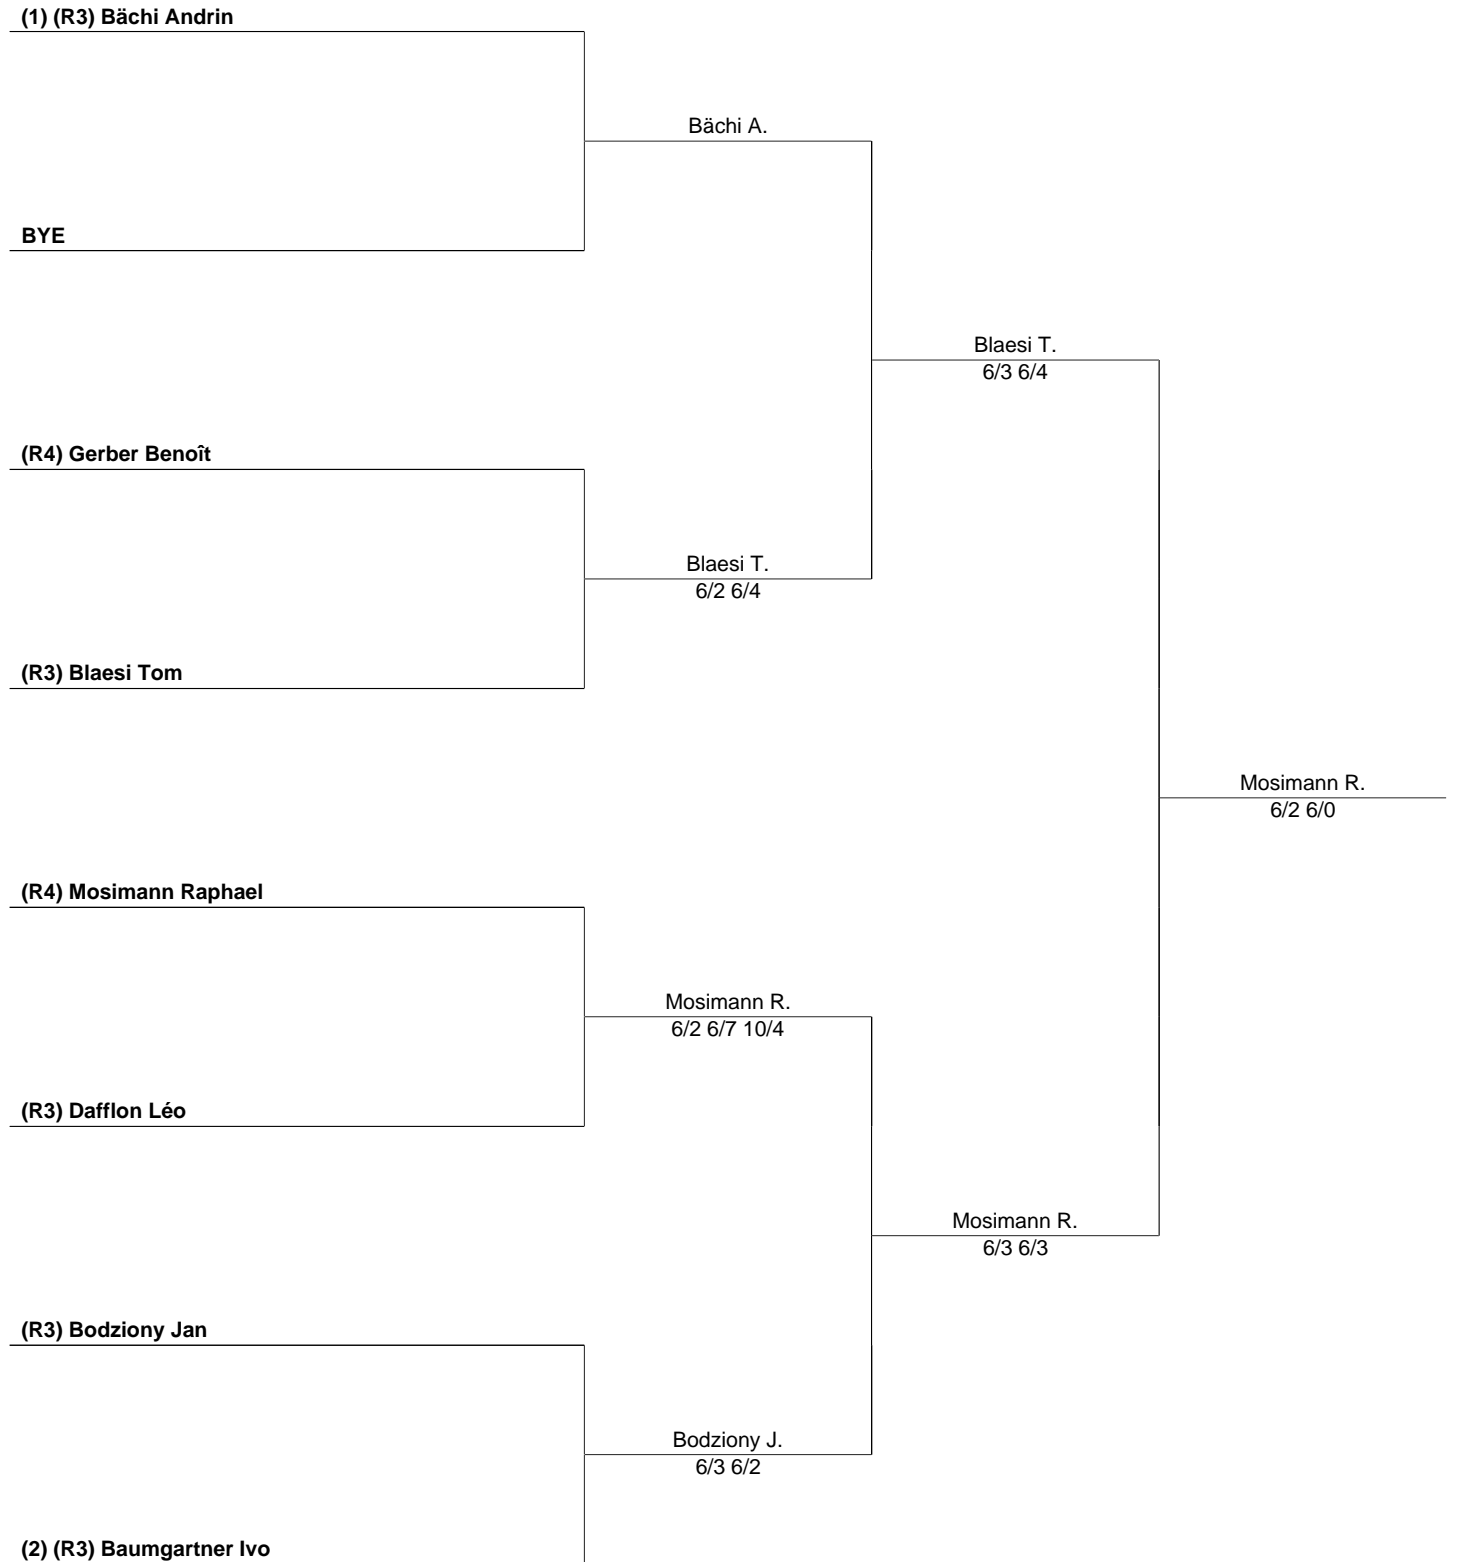 (1) (R3) Bächi Andrin
Bächi A.
BYE
Blaesi T.
6/3 6/4
(R4) Gerber Benoît
Blaesi T.
6/2 6/4
(R3) Blaesi Tom
Mosimann R.
6/2 6/0
(R4) Mosimann Raphael
Mosimann R.
6/2 6/7 10/4
(R3) Dafflon Léo
Mosimann R.
6/3 6/3
(R3) Bodziony Jan
Bodziony J.
6/3 6/2
(2) (R3) Baumgartner Ivo